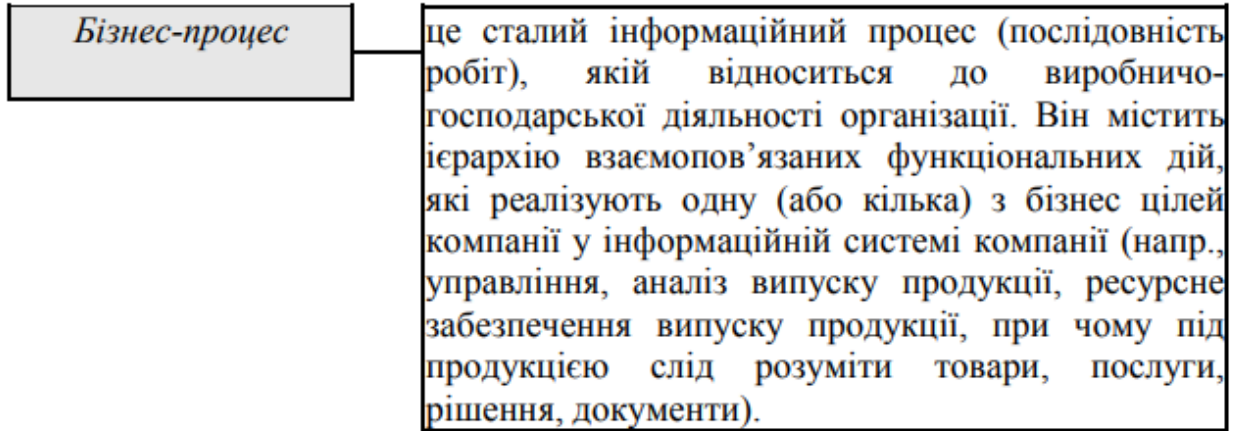 Бізнес-процес
це сталий інформаційний процес (послідовність
робіт), якій відноситься до виробничо-
господарської діяльності організації. Він містить
ієрархію взаємопов’язаних функціональних дій,
які реалізують одну (або кілька) з бізнес цілей
компанії у інформаційній системі компанії (напр.,
управління, аналіз випуску продукції, ресурсне
забезпечення випуску продукції, при чому під
продукцією слід розуміти товари, послуги,
рішення, документи).